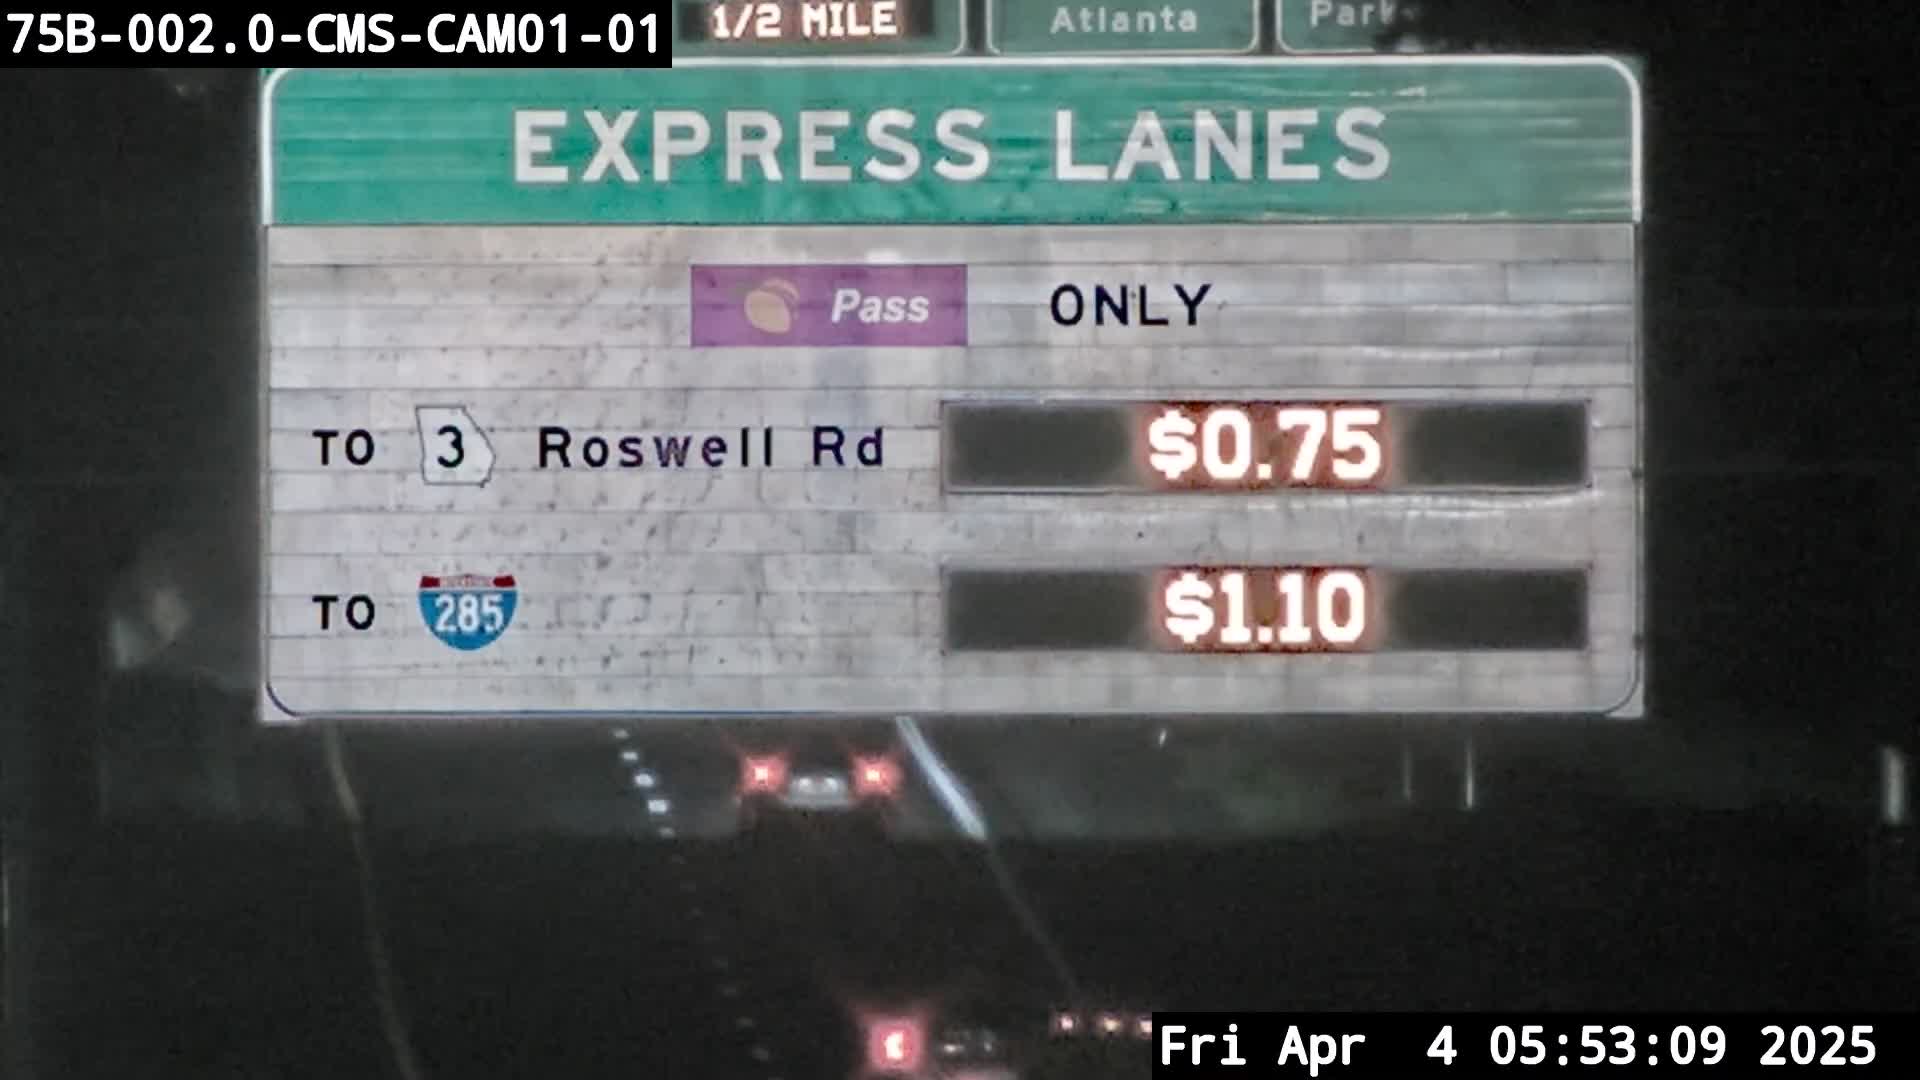 75B-002.0-CMS-CAM01-01
1/2 MILE
Atlanta
EXPRESS LANES
Pass ONLY
TO 3 Roswell Rd $0.75
TO 285 $1.10
Fri Apr 4 05:53:09 2025